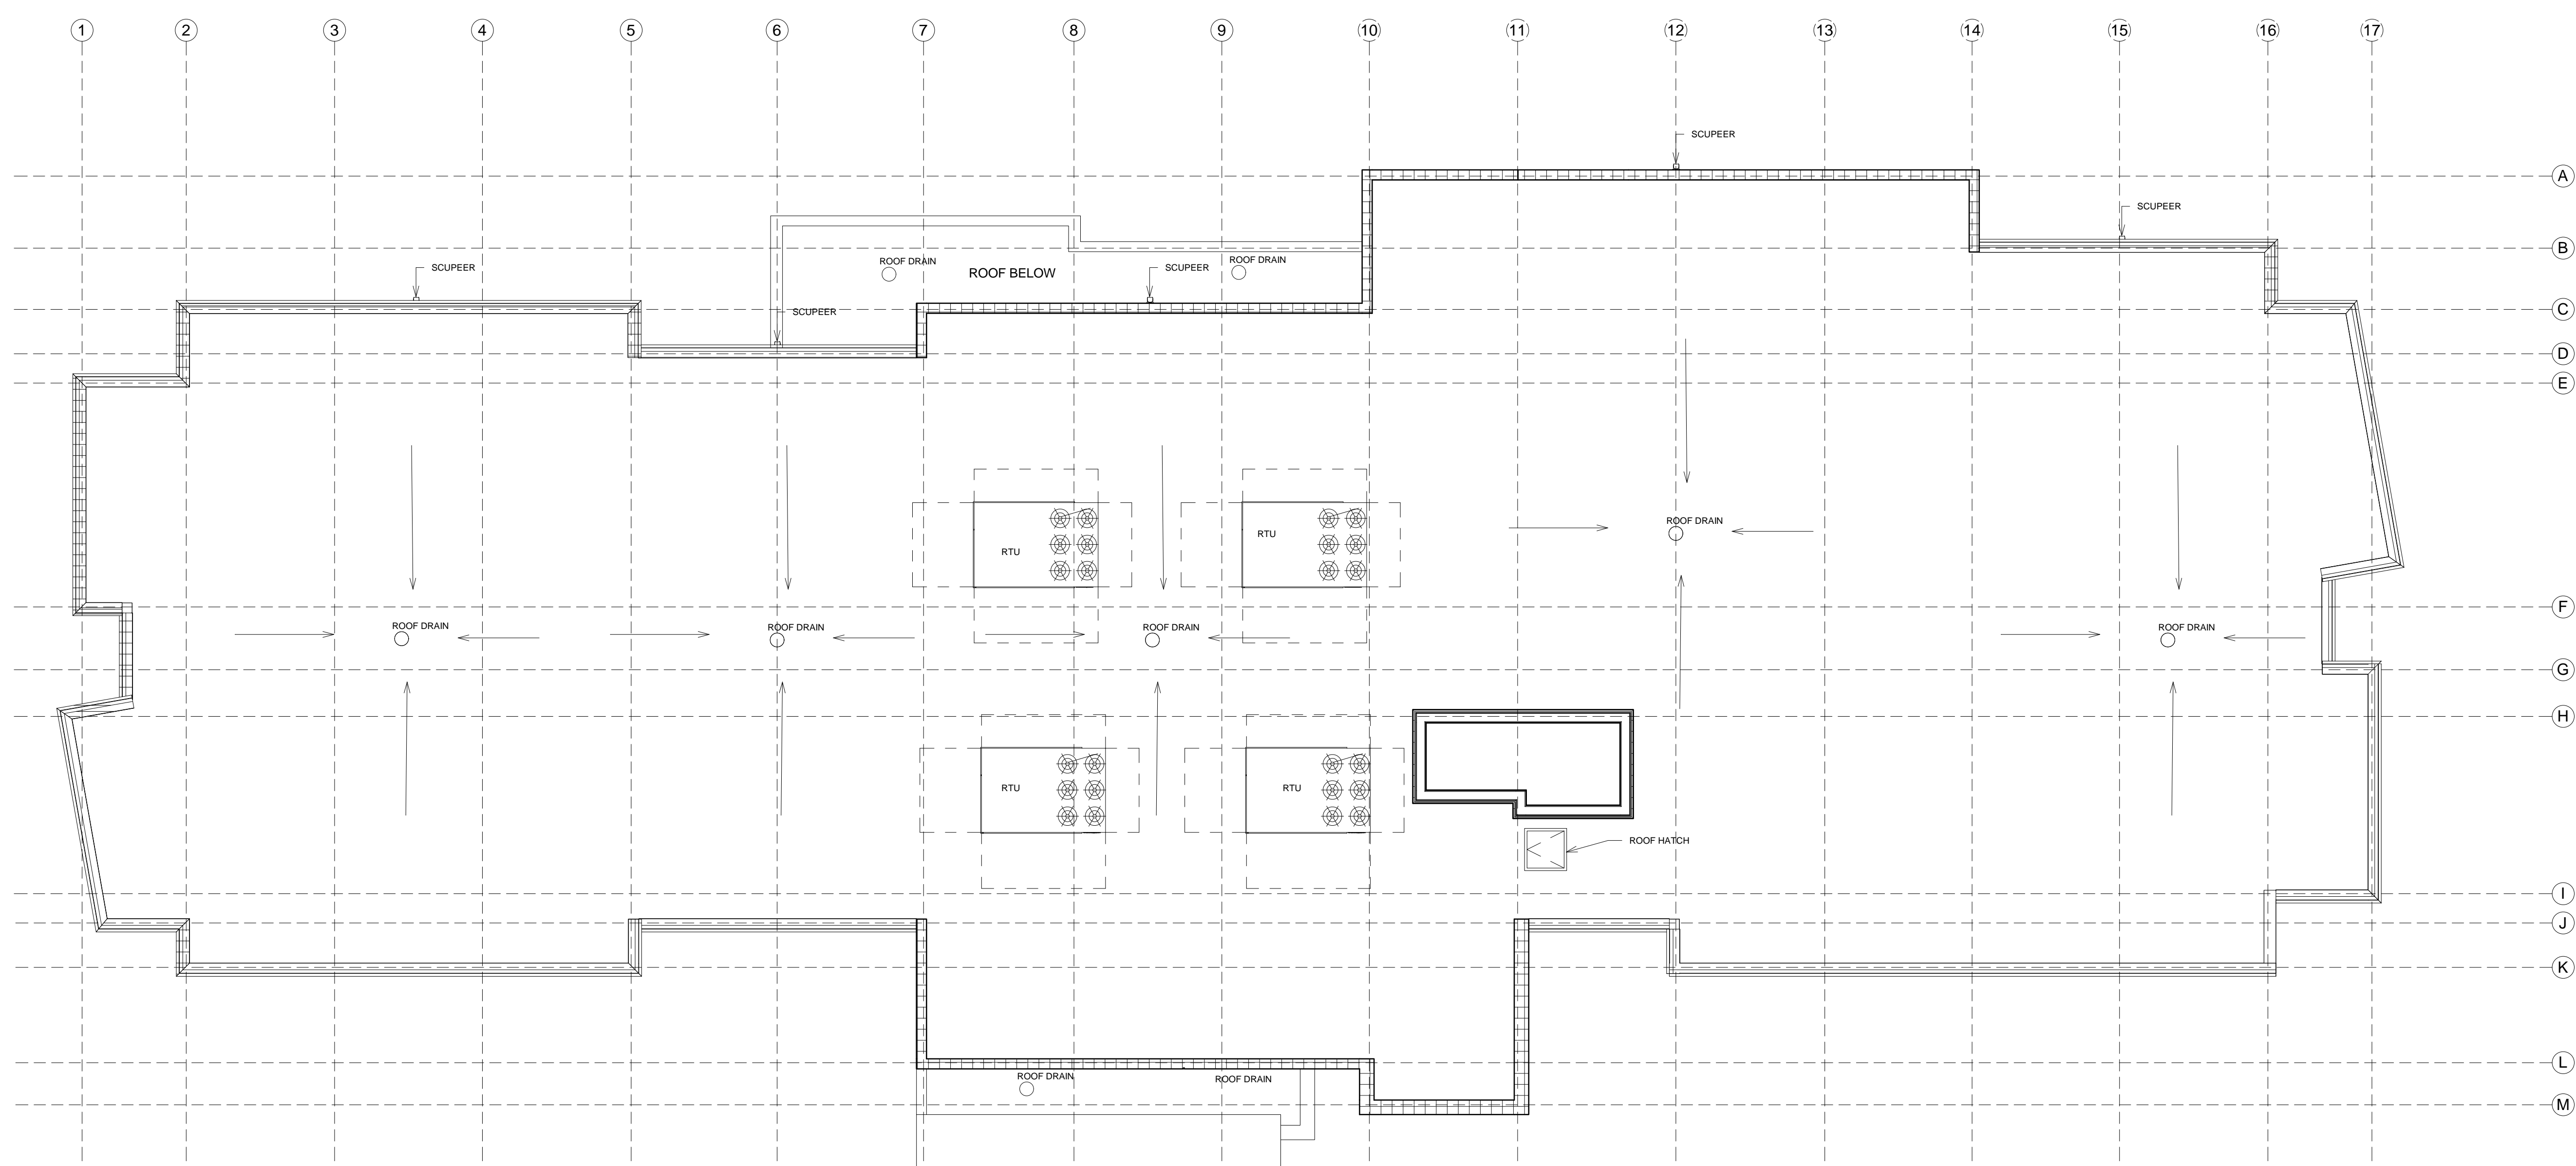 1 2 3 4 5 6 7 8 9 10 11 12 13 14 15 16 17
SCUPEER
A
SCUPEER
B
ROOF DRAIN
ROOF DRAIN
SCUPEER
SCUPEER
ROOF BELOW
C
SCUPEER
D
E
ROOF DRAIN
RTU
RTU
F
ROOF DRAIN
ROOF DRAIN
ROOF DRAIN
ROOF DRAIN
G
H
RTU
RTU
ROOF HATCH
I
J
K
L
ROOF DRAIN
ROOF DRAIN
M